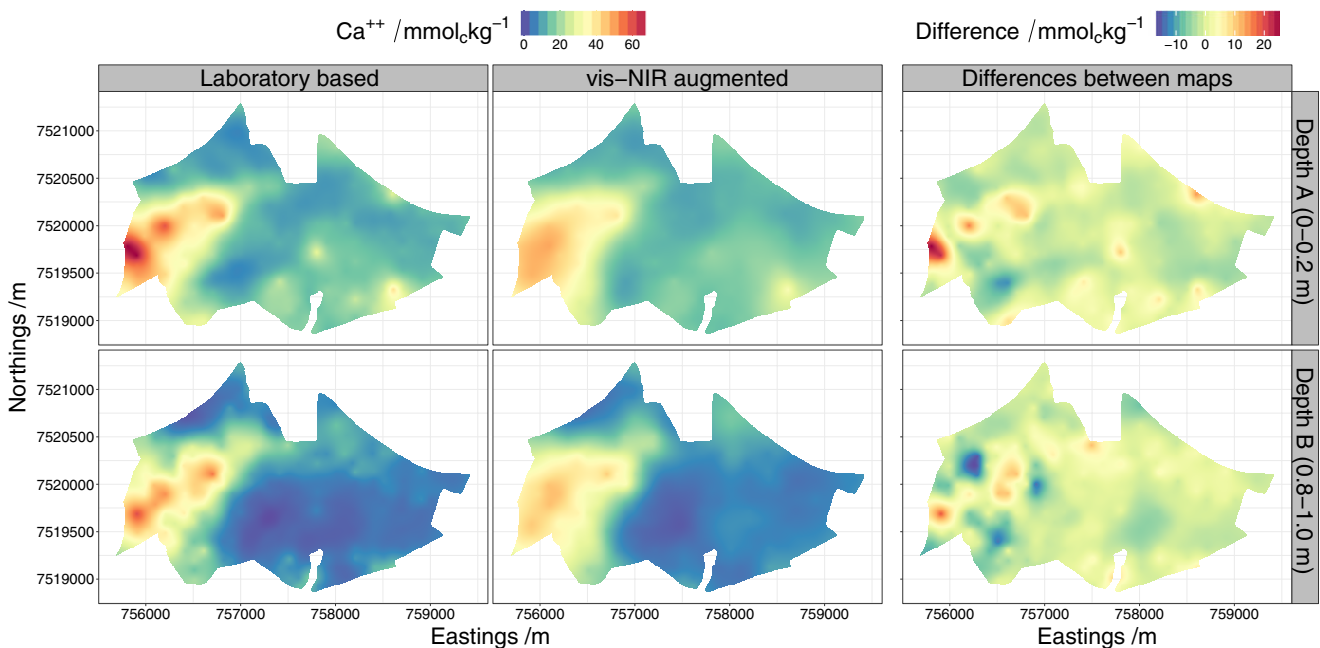 Ca⁺⁺ /mmol_ckg⁻¹
0 20 40 60
Difference /mmol_ckg⁻¹
−10 0 10 20
Laboratory based
vis−NIR augmented
Differences between maps
Depth A (0−0.2 m)
7521000
7520500
7520000
7519500
7519000
Depth B (0.8−1.0 m)
7521000
7520500
7520000
7519500
7519000
Northings /m
756000 757000 758000 759000
756000 757000 758000 759000
756000 757000 758000 759000
Eastings /m
Eastings /m